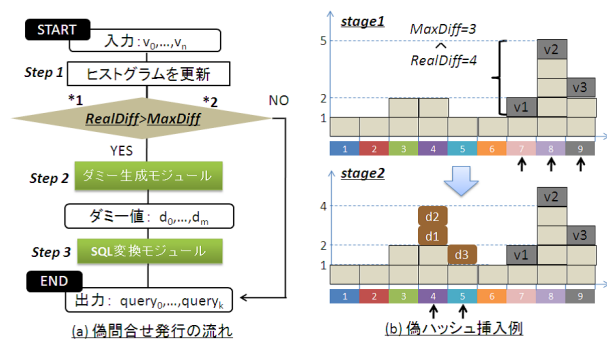 START
入力：v0,...,vn
Step 1
ヒストグラムを更新
*1
*2
NO
RealDiff>MaxDiff
YES
Step 2
ダミー生成モジュール
ダミー値：d0,...,dm
Step 3
SQL変換モジュール
END
出力：query0,...,queryk
(a) 偽問合せ発行の流れ
stage1
MaxDiff=3
^
RealDiff=4
5
2
1
v1
v2
v3
1 2 3 4 5 6 7 8 9
stage2
4
2
1
d2
d1
d3
v1
v2
v3
1 2 3 4 5 6 7 8 9
(b) 偽ハッシュ挿入例